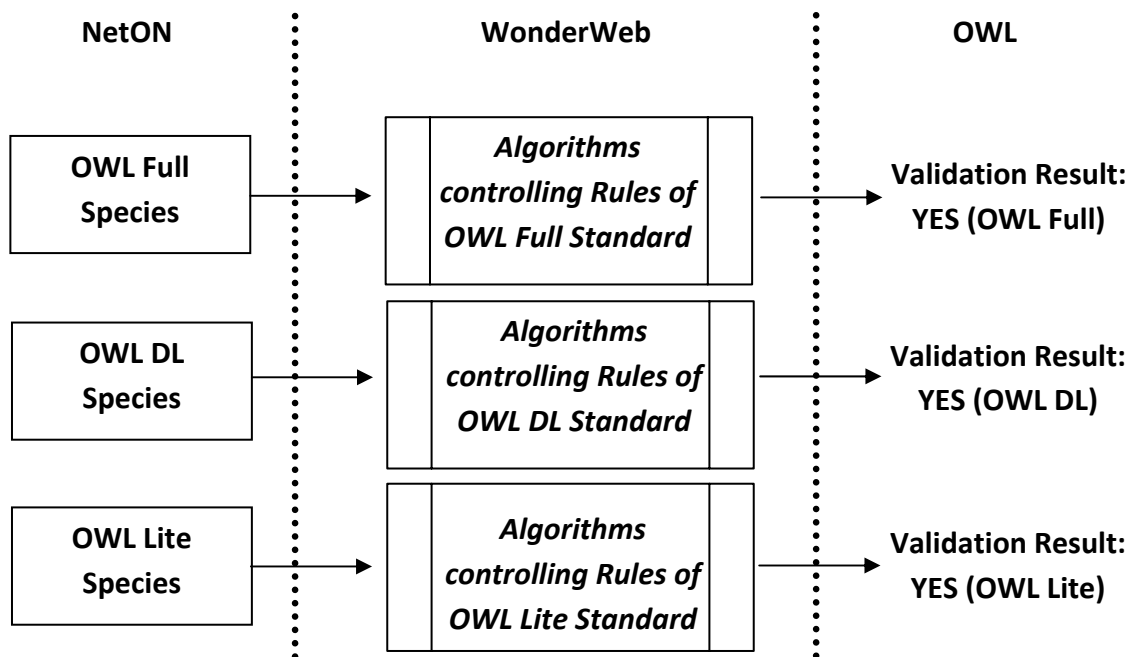 NetON
WonderWeb
OWL
OWL Full
Species
Algorithms
controlling Rules of
OWL Full Standard
Validation Result:
YES (OWL Full)
OWL DL
Species
Algorithms
controlling Rules of
OWL DL Standard
Validation Result:
YES (OWL DL)
OWL Lite
Species
Algorithms
controlling Rules of
OWL Lite Standard
Validation Result:
YES (OWL Lite)